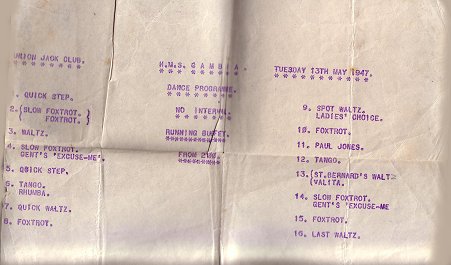 UNION JACK CLUB.
H.M.S. GAMBIA.
TUESDAY 13TH MAY 1947.
DANCE PROGRAMME.
NO INTERVAL
RUNNING BUFFET.
FROM 2100.
1. QUICK STEP.
2. (SLOW FOXTROT. )
( FOXTROT. )
3. WALTZ.
4. SLOW FOXTROT.
GENT'S 'EXCUSE-ME'.
5. QUICK STEP.
6. TANGO.
RHUMBA.
7. QUICK WALTZ.
8. FOXTROT.
9. SPOT WALTZ.
LADIES' CHOICE.
10. FOXTROT.
11. PAUL JONES.
12. TANGO.
13. (ST.BERNARD'S WALTZ
(VALITA.
14. SLOW FOXTROT.
GENT'S 'EXCUSE-ME
15. FOXTROT.
16. LAST WALTZ.